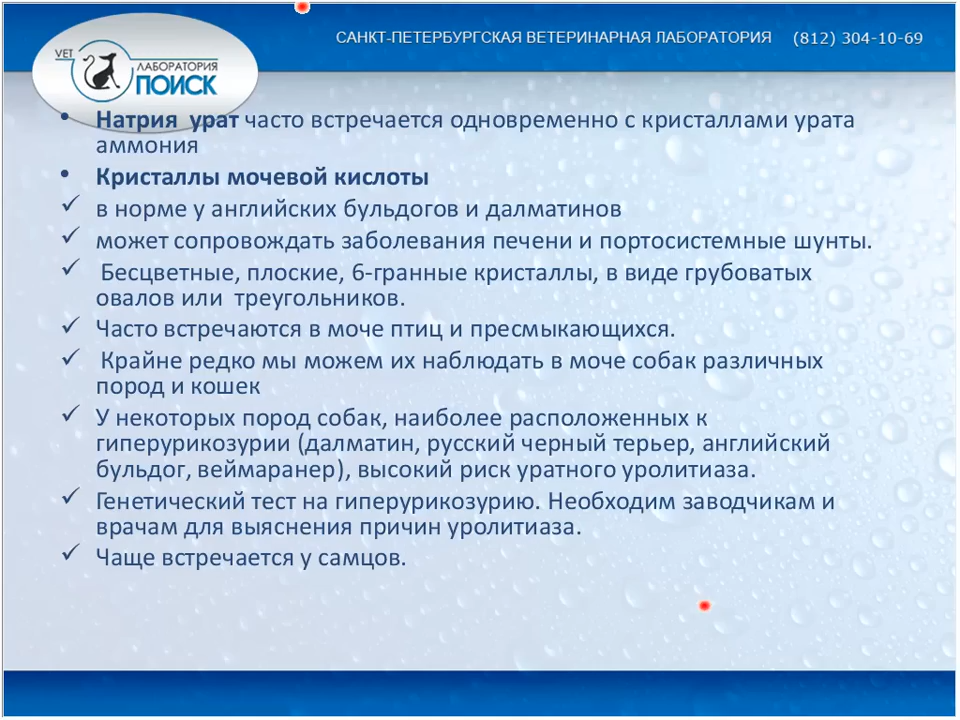 САНКТ-ПЕТЕРБУРГСКАЯ ВЕТЕРИНАРНАЯ ЛАБОРАТОРИЯ (812) 304-10-69
VET
ЛАБОРАТОРИЯ
ПОИСК
• Натрия урат часто встречается одновременно с кристаллами урата
аммония
• Кристаллы мочевой кислоты
✓ в норме у английских бульдогов и далматинов
✓ может сопровождать заболевания печени и портосистемные шунты.
✓ Бесцветные, плоские, 6-гранные кристаллы, в виде грубоватых
овалов или треугольников.
✓ Часто встречаются в моче птиц и пресмыкающихся.
✓ Крайне редко мы можем их наблюдать в моче собак различных
пород и кошек
✓ У некоторых пород собак, наиболее расположенных к
гиперурикозурии (далматин, русский черный терьер, английский
бульдог, веймаранер), высокий риск уратного уролитиаза.
✓ Генетический тест на гиперурикозурию. Необходим заводчикам и
врачам для выяснения причин уролитиаза.
✓ Чаще встречается у самцов.